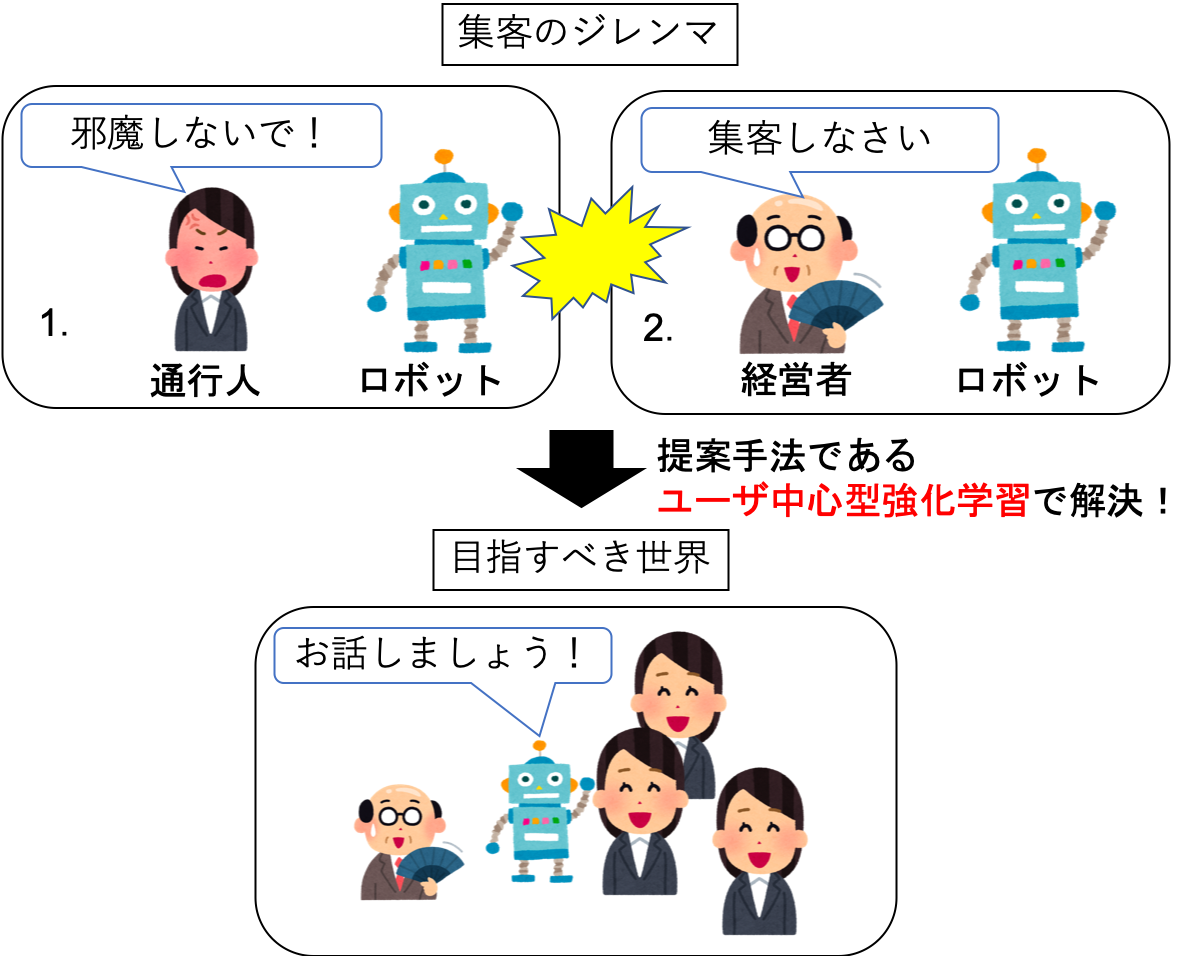 集客のジレンマ
邪魔しないで！
1.
通行人
ロボット
集客しなさい
2.
経営者
ロボット
提案手法である
ユーザ中心型強化学習で解決！
目指すべき世界
お話しましょう！